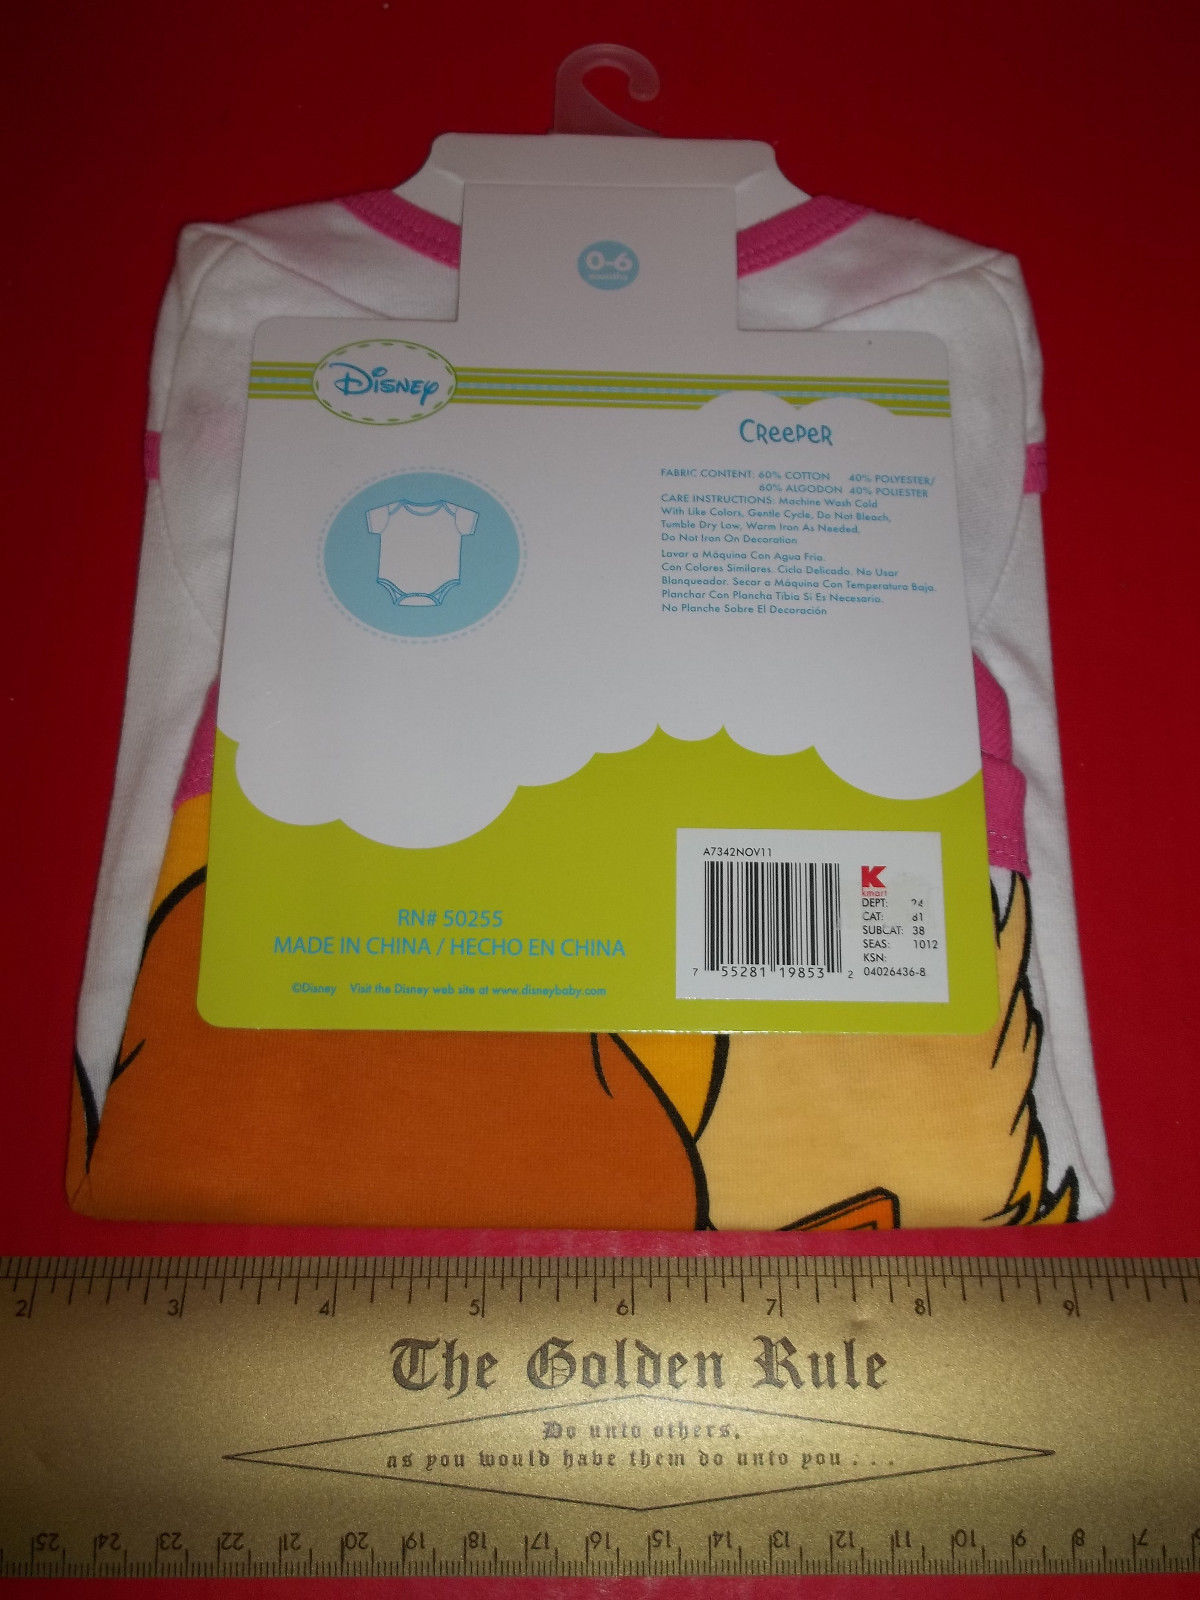 0-6
months
Disney
Creeper
FABRIC CONTENT: 60% COTTON 40% POLYESTER/
60% ALGODON 40% POLIESTER
CARE INSTRUCTIONS: Machine Wash Cold
With Like Colors, Gentle Cycle, Do Not Bleach,
Tumble Dry Low, Warm Iron As Needed,
Do Not Iron On Decoration
Lavar a Máquina Con Agua Fria.
Con Colores Similares. Ciclo Delicado. No Usar
Blanqueador. Secar a Máquina Con Temperatura Baja.
Planchar Con Plancha Tibia Si Es Necesario.
No Planche Sobre El Decoración
RN# 50255
MADE IN CHINA / HECHO EN CHINA
©Disney Visit the Disney web site at www.disneybaby.com
A7342NOV11
7 55281 19853 2
K
kmart
DEPT: 24
CAT: 61
SUBCAT: 38
SEAS: 1012
KSN:
04026436-8
2 3 4 5 6 7 8 9
The Golden Rule
Do unto others,
as you would have them do unto you . . .
25 24 23 22 21 20 19 18 17 16 15 14 13 12 11 10 9 8 7